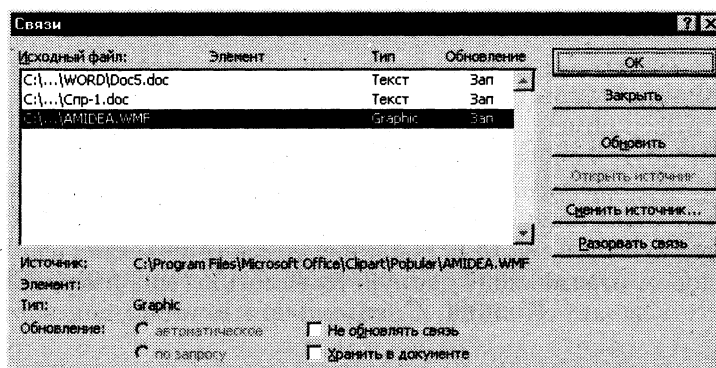 Связи
Исходный файл: Элемент Тип Обновление
C:\...\WORD\Doc5.doc Текст Зап
C:\...\Спр-1.doc Текст Зап
C:\...\AMIDEA.WMF Graphic Зап
OK
Закрыть
Обновить
Открыть источник
Сменить источник...
Разорвать связь
Источник: C:\Program Files\Microsoft Office\Clipart\Popular\AMIDEA.WMF
Элемент:
Тип: Graphic
Обновление: автоматическое Не обновлять связь
по запросу Хранить в документе